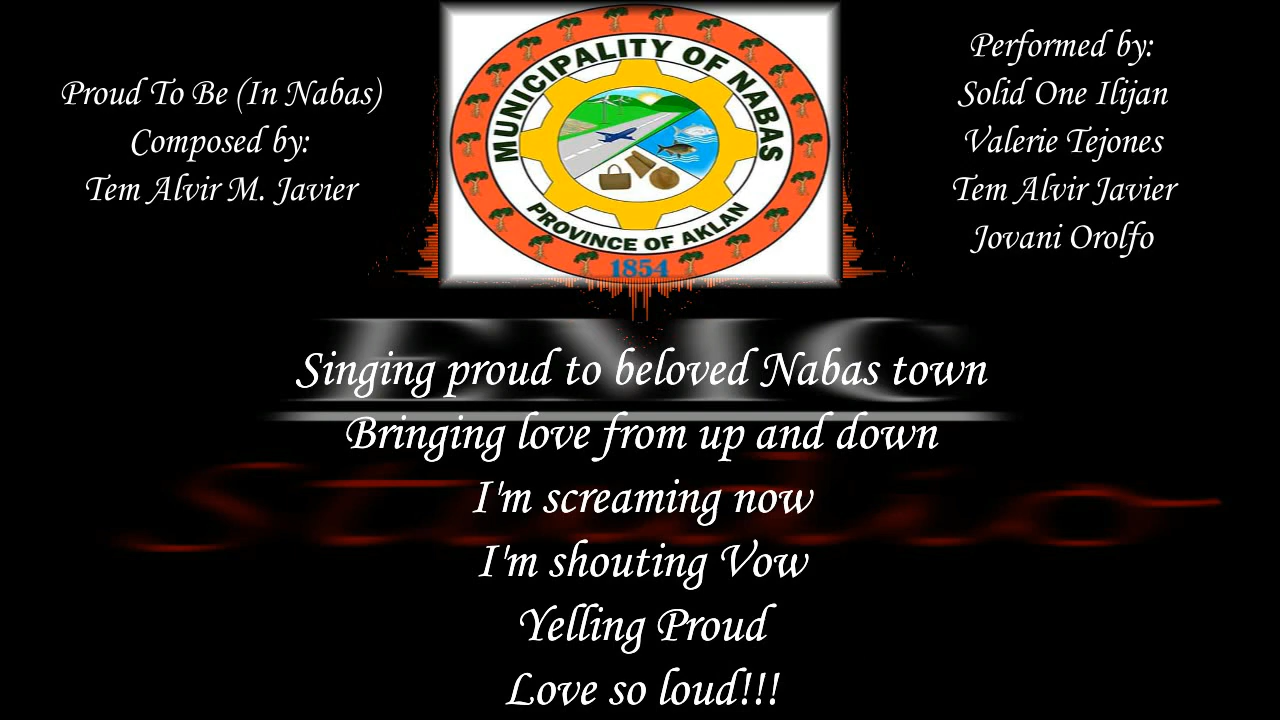 Proud To Be (In Nabas)
Composed by:
Tem Alvir M. Javier
MUNICIPALITY OF NABAS
PROVINCE OF AKLAN
1854
Performed by:
Solid One Ilijan
Valerie Tejones
Tem Alvir Javier
Jovani Orolfo
Singing proud to beloved Nabas town
Bringing love from up and down
I'm screaming now
I'm shouting Vow
Yelling Proud
Love so loud!!!
Studio